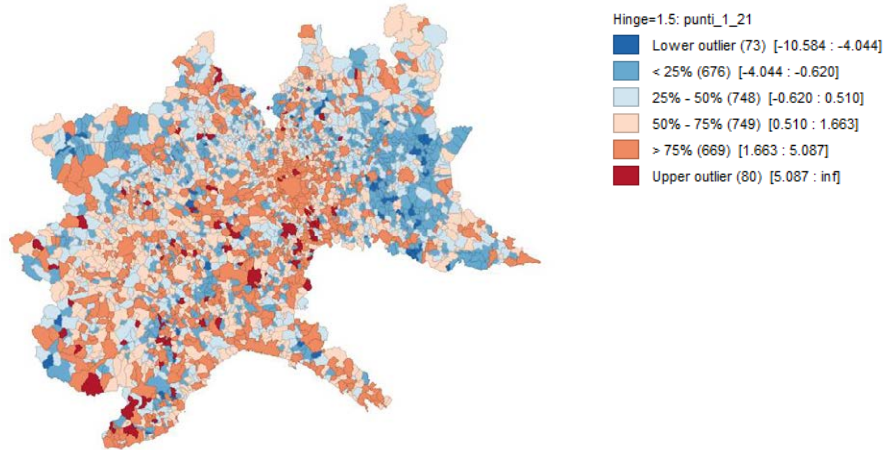 Hinge=1.5: punti_1_21
Lower outlier (73) [-10.584 : -4.044]
< 25% (676) [-4.044 : -0.620]
25% - 50% (748) [-0.620 : 0.510]
50% - 75% (749) [0.510 : 1.663]
> 75% (669) [1.663 : 5.087]
Upper outlier (80) [5.087 : inf]